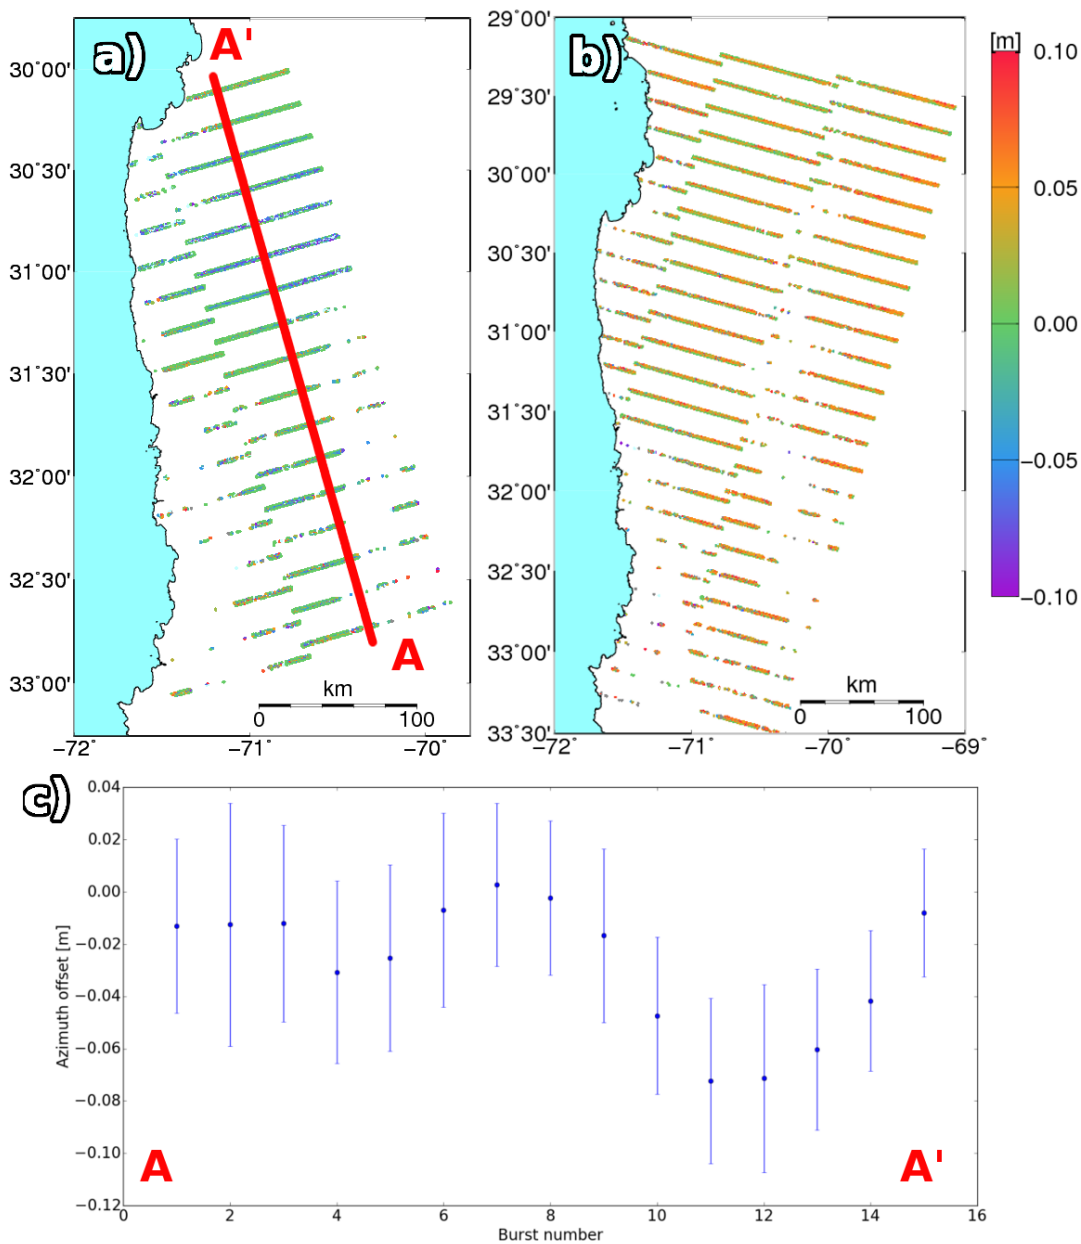 a)
A'
30°00'
30°30'
31°00'
31°30'
32°00'
32°30'
33°00'
A
km
0 100
−72° −71° −70°
b)
29°00'
29°30'
30°00'
30°30'
31°00'
31°30'
32°00'
32°30'
33°00'
33°30'
km
0 100
−72° −71° −70° −69°
[m]
0.10
0.05
0.00
−0.05
−0.10
c)
0.04
0.02
0.00
−0.02
−0.04
−0.06
−0.08
−0.10
−0.12
Azimuth offset [m]
A A'
0 2 4 6 8 10 12 14 16
Burst number